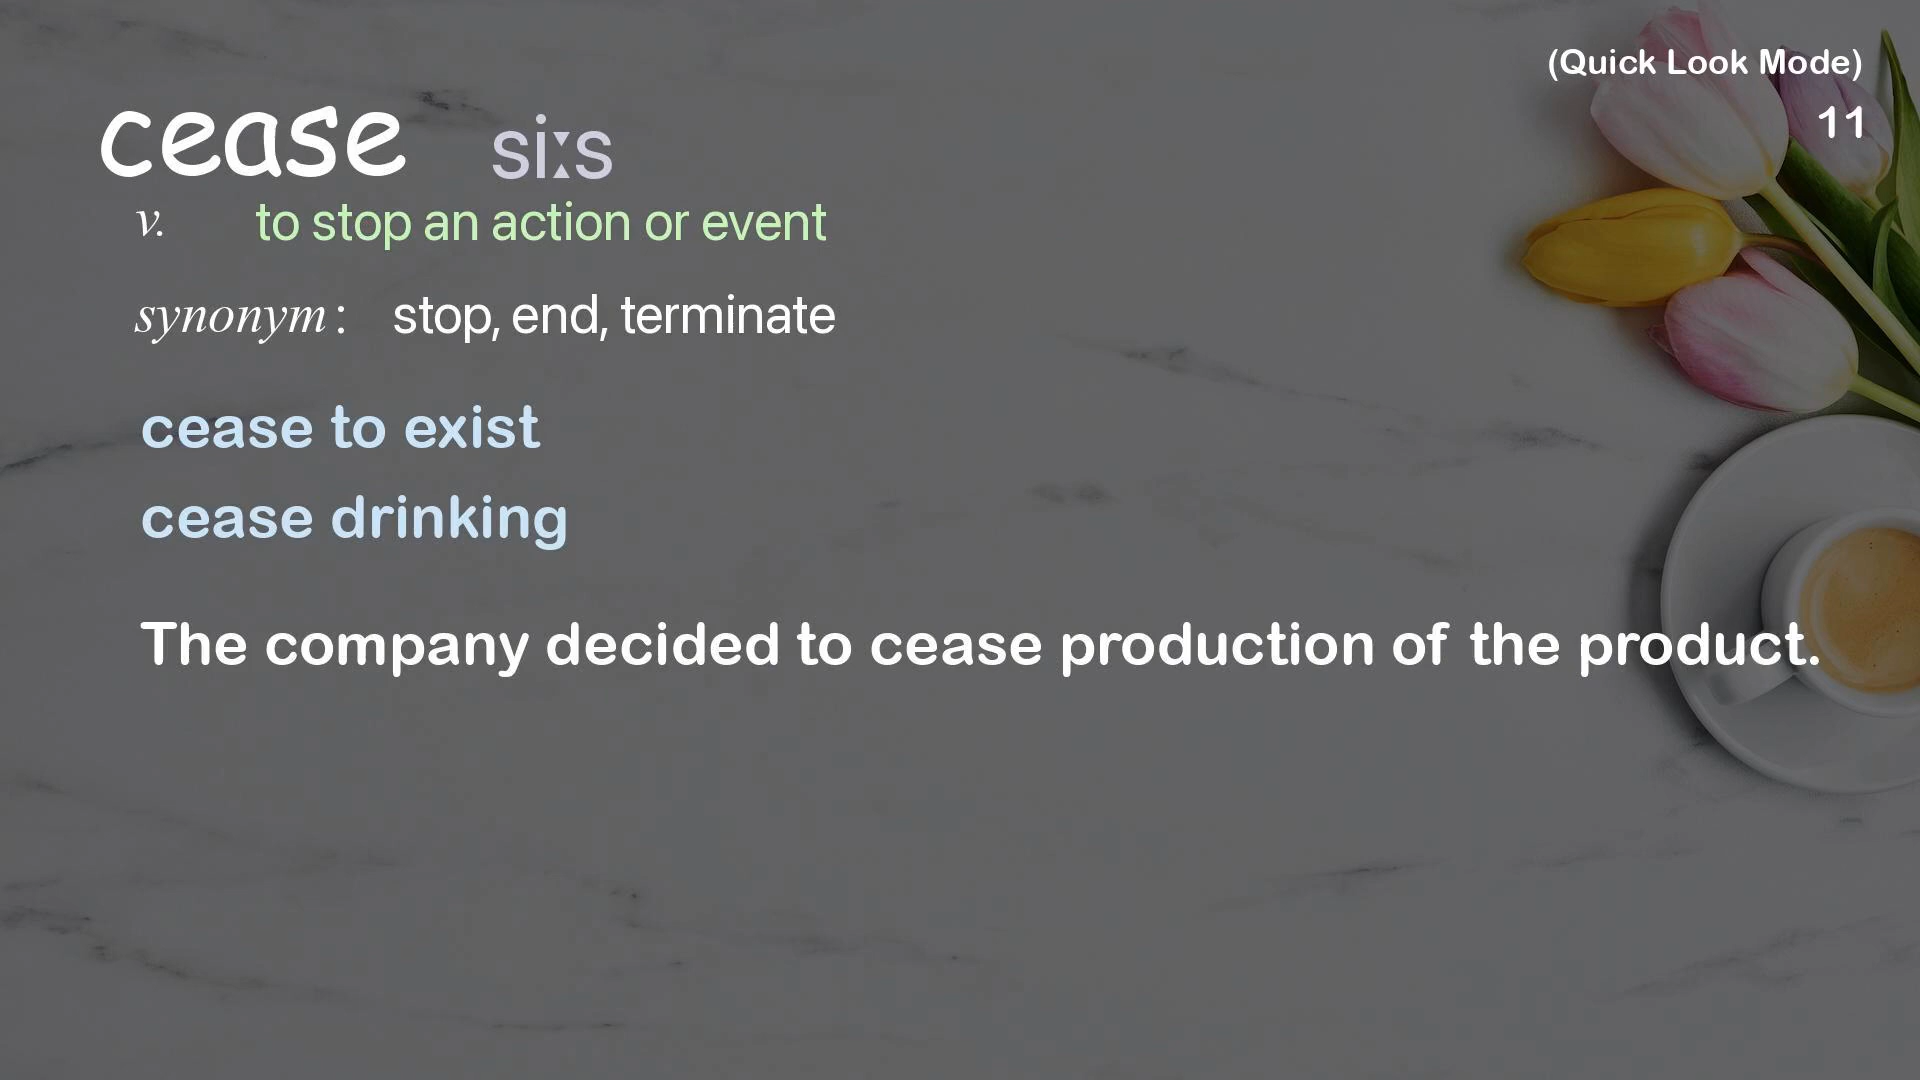 (Quick Look Mode)
11
cease siːs
v. to stop an action or event
synonym: stop, end, terminate
cease to exist
cease drinking
The company decided to cease production of the product.